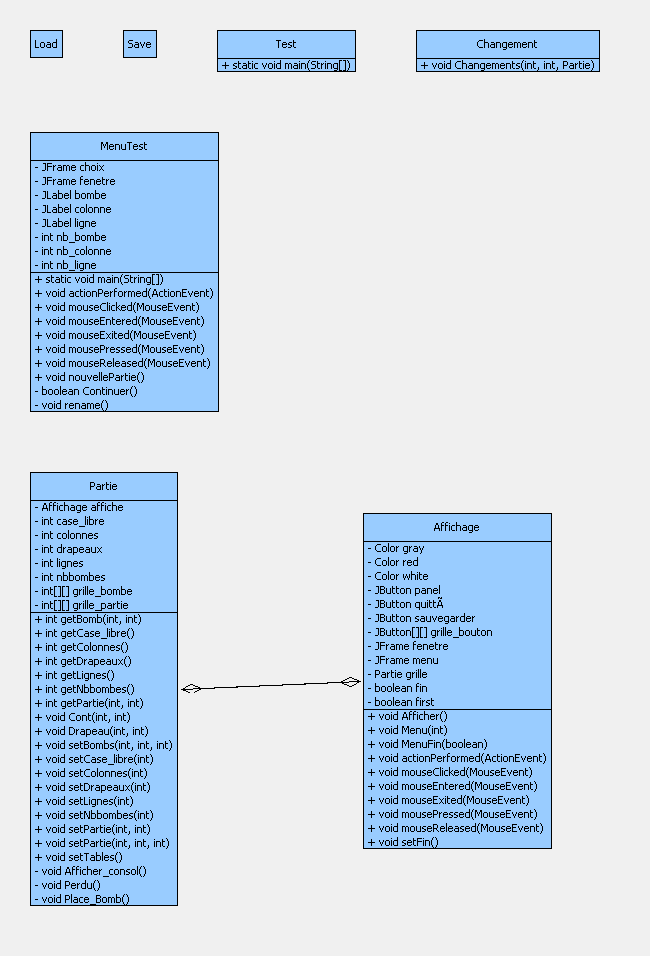 Load
Save
Test
+ static void main(String[])
Changement
+ void Changements(int, int, Partie)
MenuTest
- JFrame choix
- JFrame fenetre
- JLabel bombe
- JLabel colonne
- JLabel ligne
- int nb_bombe
- int nb_colonne
- int nb_ligne
+ static void main(String[])
+ void actionPerformed(ActionEvent)
+ void mouseClicked(MouseEvent)
+ void mouseEntered(MouseEvent)
+ void mouseExited(MouseEvent)
+ void mousePressed(MouseEvent)
+ void mouseReleased(MouseEvent)
+ void nouvellePartie()
- boolean Continuer()
- void rename()
Partie
- Affichage affiche
- int case_libre
- int colonnes
- int drapeaux
- int lignes
- int nbbombes
- int[][] grille_bombe
- int[][] grille_partie
+ int getBomb(int, int)
+ int getCase_libre()
+ int getColonnes()
+ int getDrapeaux()
+ int getLignes()
+ int getNbbombes()
+ int getPartie(int, int)
+ void Cont(int, int)
+ void Drapeau(int, int)
+ void setBombs(int, int, int)
+ void setCase_libre(int)
+ void setColonnes(int)
+ void setDrapeaux(int)
+ void setLignes(int)
+ void setNbbombes(int)
+ void setPartie(int, int)
+ void setPartie(int, int, int)
+ void setTables()
- void Afficher_consol()
- void Perdu()
- void Place_Bomb()
Affichage
- Color gray
- Color red
- Color white
- JButton panel
- JButton quittÃ
- JButton sauvegarder
- JButton[][] grille_bouton
- JFrame fenetre
- JFrame menu
- Partie grille
- boolean fin
- boolean first
+ void Afficher()
+ void Menu(int)
+ void MenuFin(boolean)
+ void actionPerformed(ActionEvent)
+ void mouseClicked(MouseEvent)
+ void mouseEntered(MouseEvent)
+ void mouseExited(MouseEvent)
+ void mousePressed(MouseEvent)
+ void mouseReleased(MouseEvent)
+ void setFin()